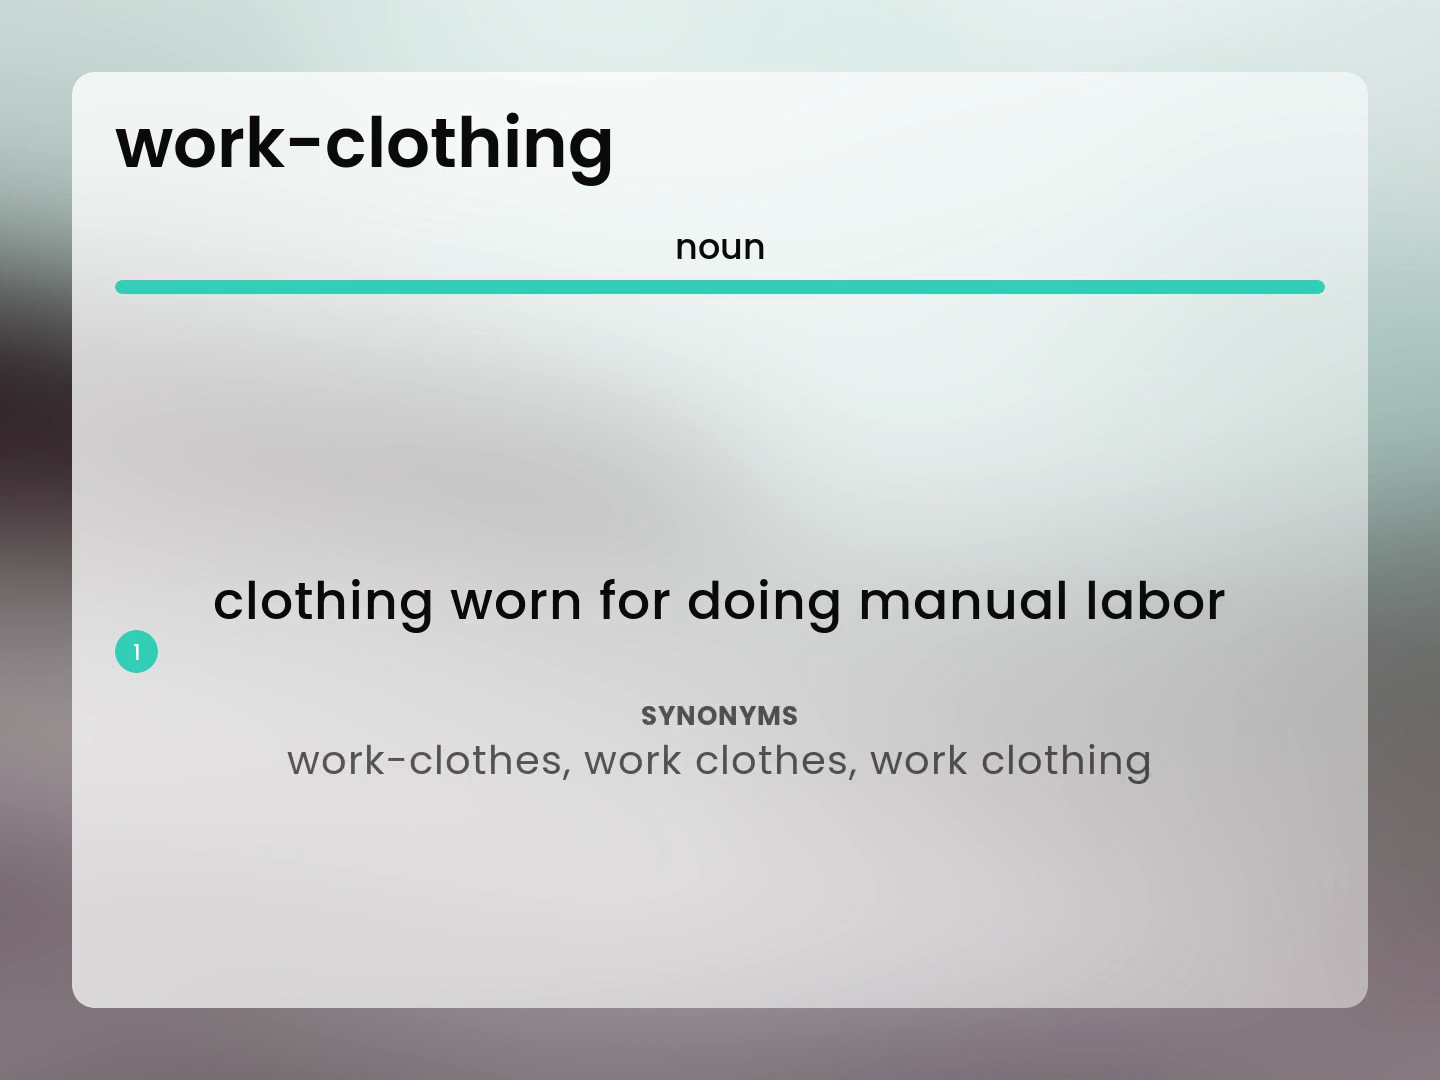 work-clothing
noun
clothing worn for doing manual labor
1
SYNONYMS
work-clothes, work clothes, work clothing